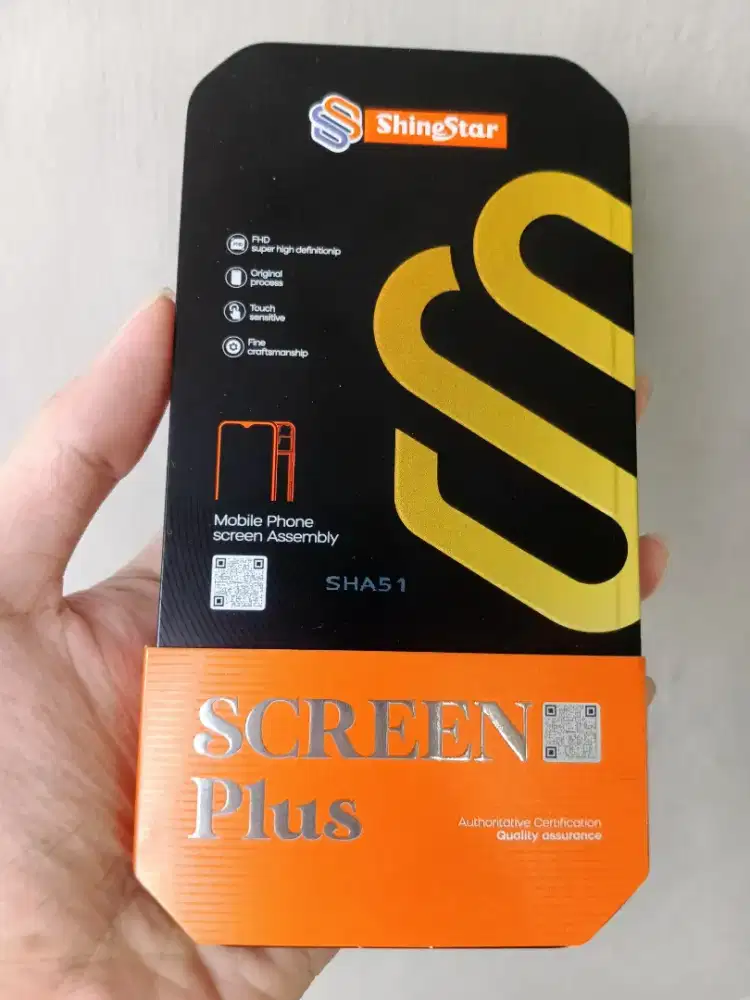 ShineStar
FHD
super high definitionip
Original
process
Touch
sensitive
Fine
craftsmanship
Mobile Phone
screen Assembly
SHA51
SCREEN
Plus
Authoritative Certification
Quality assurance